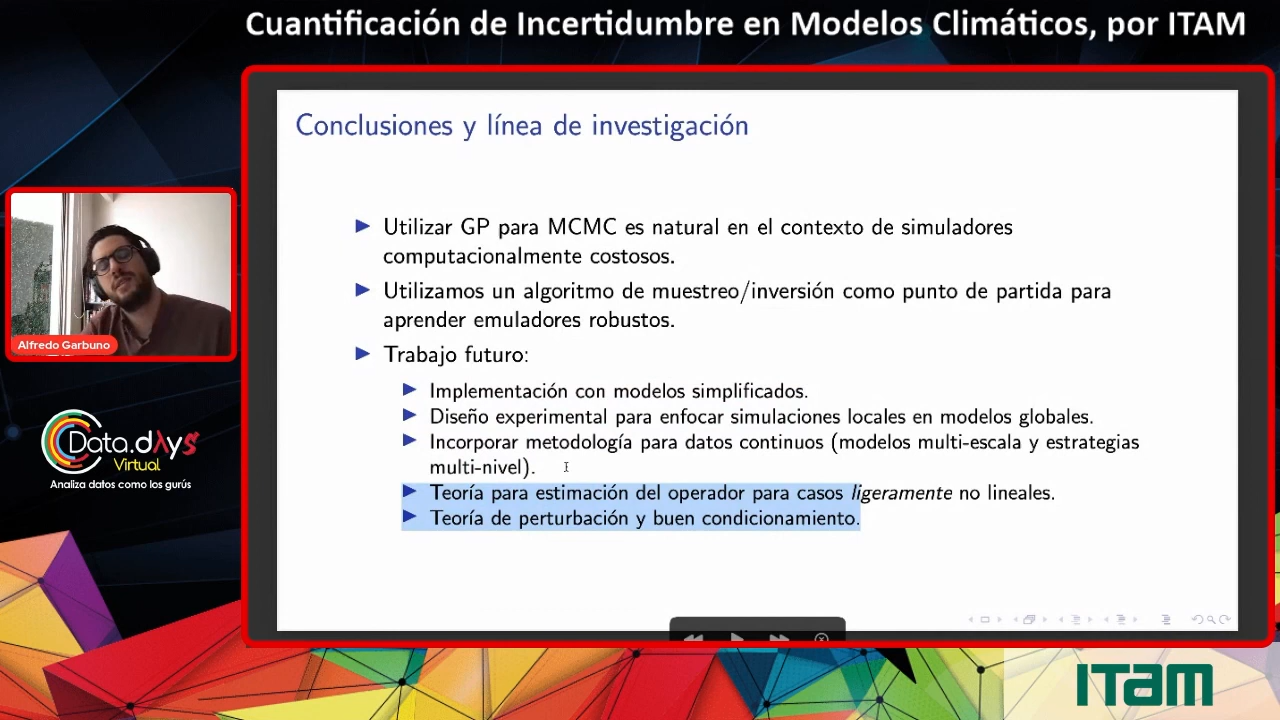 Cuantificación de Incertidumbre en Modelos Climáticos, por ITAM
Conclusiones y línea de investigación
Utilizar GP para MCMC es natural en el contexto de simuladores
computacionalmente costosos.
Utilizamos un algoritmo de muestreo/inversión como punto de partida para
aprender emuladores robustos.
Trabajo futuro:
Implementación con modelos simplificados.
Diseño experimental para enfocar simulaciones locales en modelos globales.
Incorporar metodología para datos continuos (modelos multi-escala y estrategias
multi-nivel).
Teoría para estimación del operador para casos ligeramente no lineales.
Teoría de perturbación y buen condicionamiento.
Alfredo Garbuno
Data.dAys
Virtual
Analiza datos como los gurús
ITAM